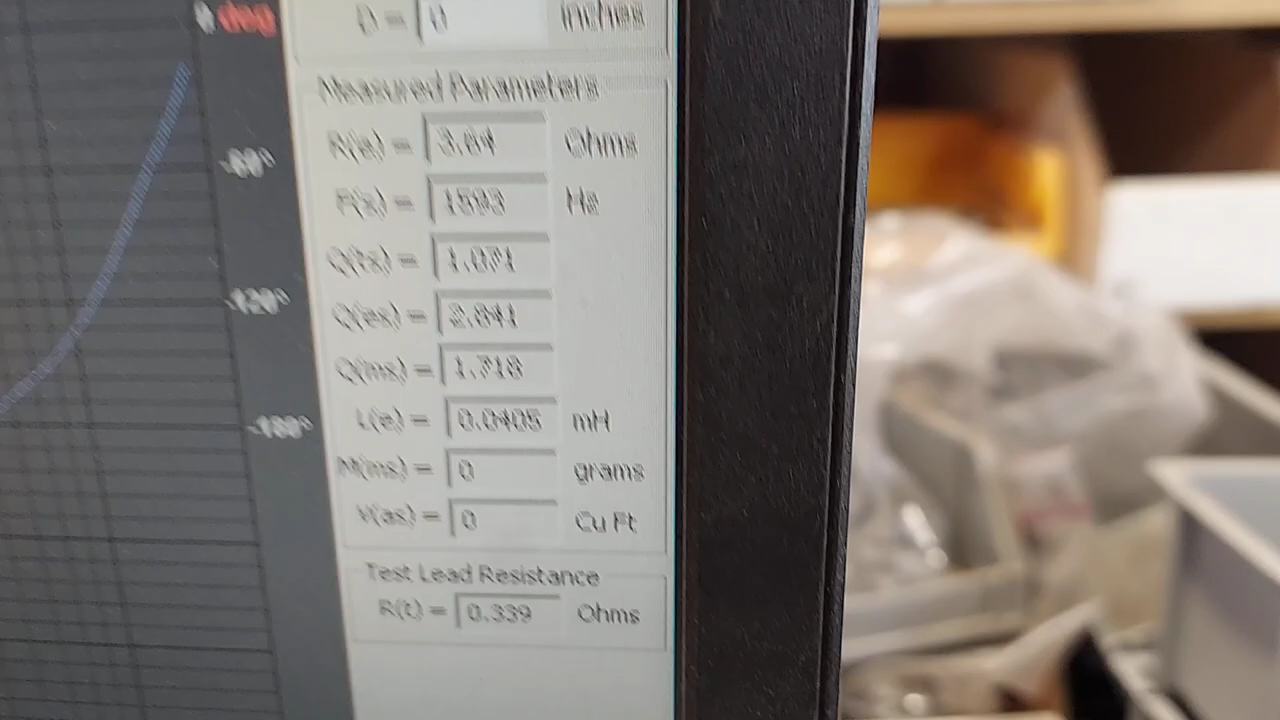 deg
D = 0 inches
Measured Parameters
R(e) = 3.64 Ohms
F(s) = 1593 Hz
Q(ts) = 1.071
Q(es) = 2.841
Q(ms) = 1.718
L(e) = 0.0405 mH
M(ms) = 0 grams
V(as) = 0 Cu Ft
Test Lead Resistance
R(t) = 0.339 Ohms
-60°
-120°
-180°